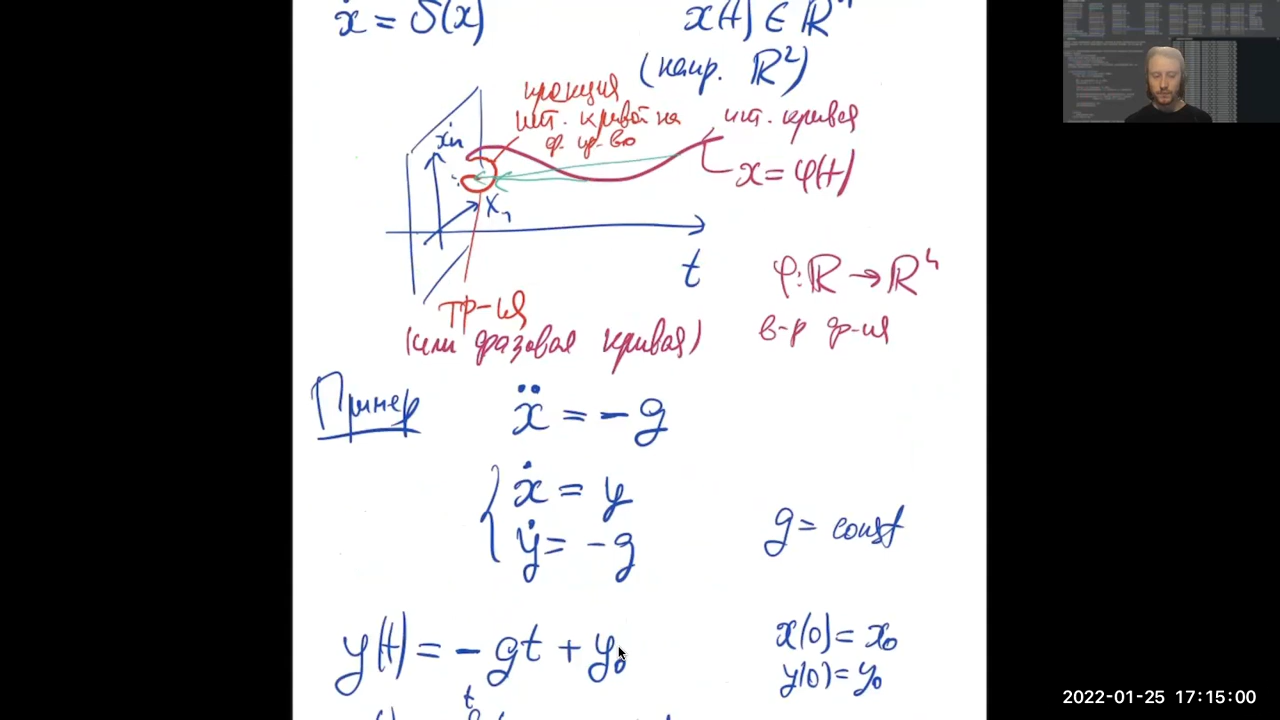 ẋ = v(x) x(t) ∈ ℝⁿ
(напр. ℝ²)
проекция
инт. кривой на
ф. пр-во
инт. кривая
x = φ(t)
xₙ
x₁
t
φ: ℝ → ℝⁿ
в-р ф-ия
тр-ия
(или фазовая кривая)
Пример
ẍ = -g
ẋ = y
ẏ = -g
g = const
y(t) = -gt + y₀
x(0) = x₀
y(0) = y₀
t
2022-01-25 17:15:00